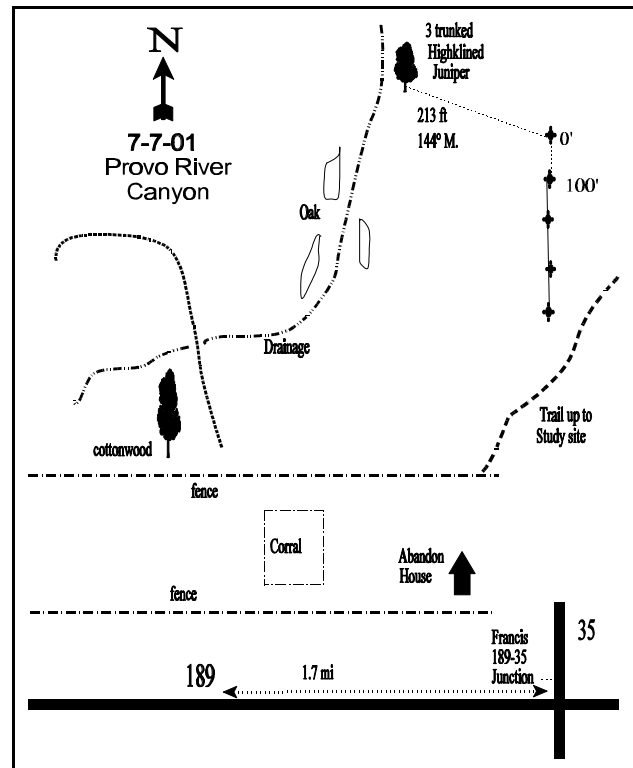 N
7-7-01
Provo River
Canyon
3 trunked
Highklined
Juniper
213 ft
144º M.
0'
100'
Oak
Drainage
cottonwood
Trail up to
Study site
fence
Corral
Abandon
House
fence
Francis
189-35
Junction
35
189
1.7 mi